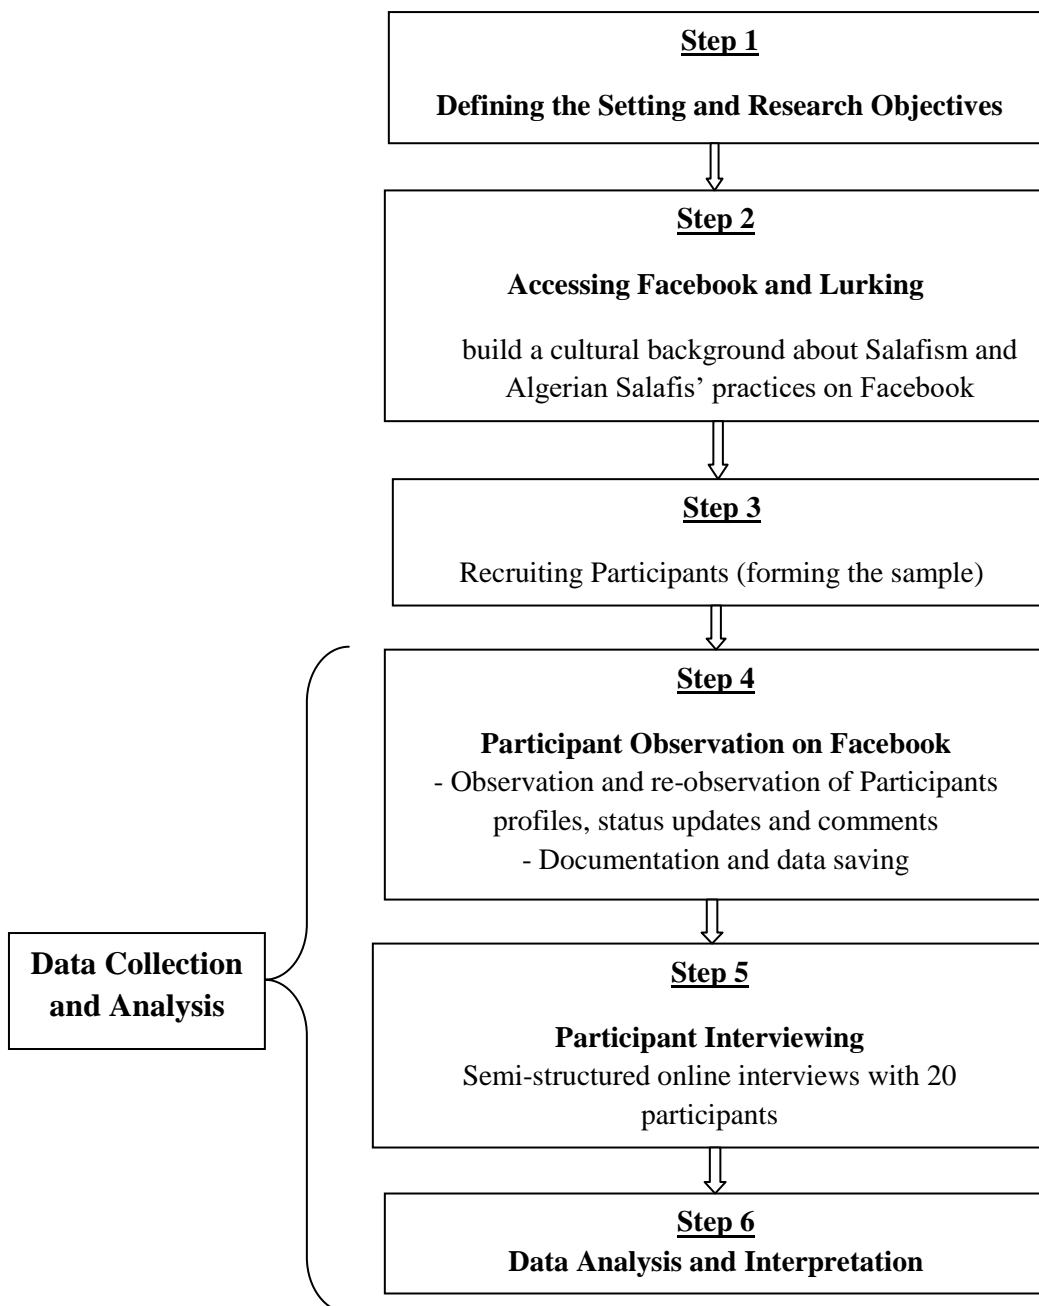 Step 1
Defining the Setting and Research Objectives
Step 2
Accessing Facebook and Lurking
build a cultural background about Salafism and
Algerian Salafis’ practices on Facebook
Step 3
Recruiting Participants (forming the sample)
Step 4
Participant Observation on Facebook
- Observation and re-observation of Participants
profiles, status updates and comments
- Documentation and data saving
Data Collection
and Analysis
Step 5
Participant Interviewing
Semi-structured online interviews with 20
participants
Step 6
Data Analysis and Interpretation